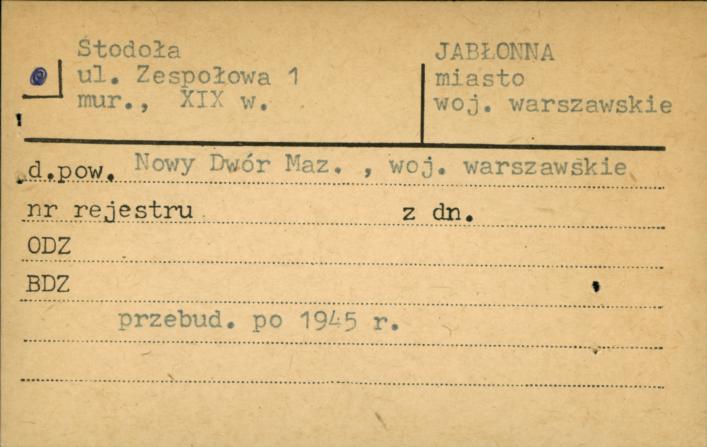 Stodoła
ul. Zespołowa 1
mur., XIX w.
JABŁONNA
miasto
woj. warszawskie
d.pow. Nowy Dwór Maz. , woj. warszawskie
nr rejestru z dn.
ODZ
BDZ
przebud. po 1945 r.